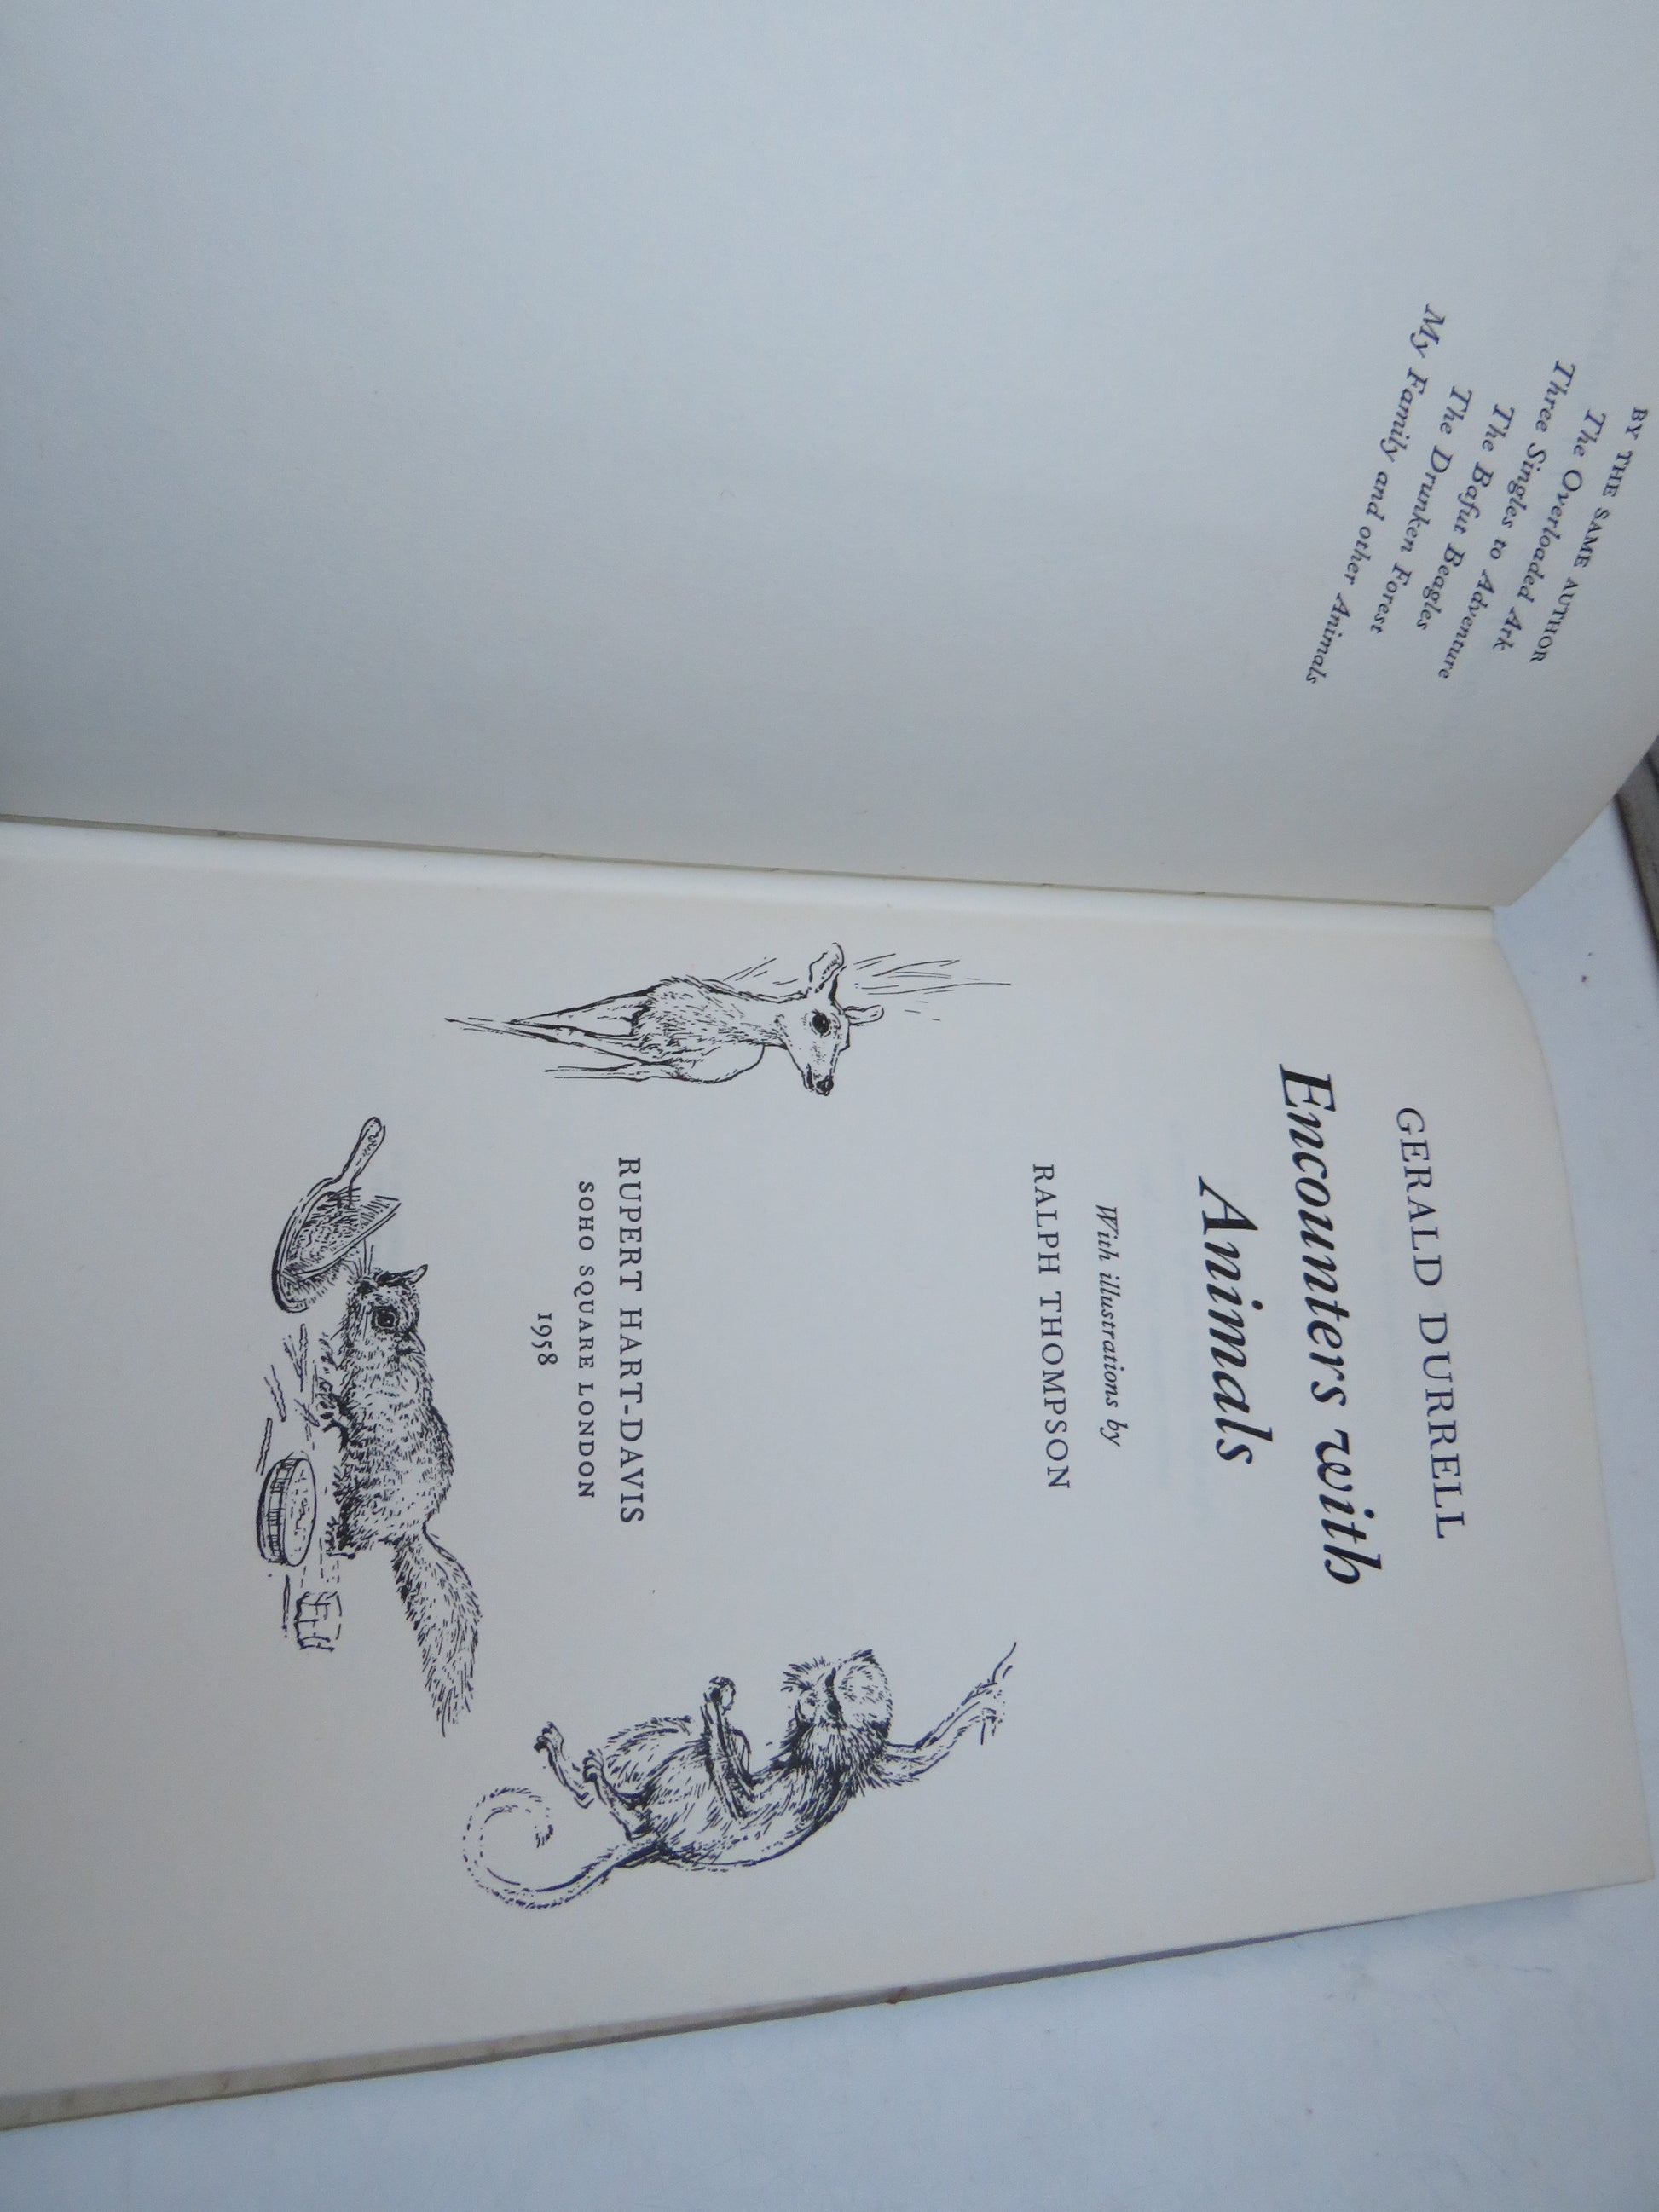 BY THE SAME AUTHOR
The Overloaded Ark
Three Singles to Adventure
The Bafut Beagles
The Drunken Forest
My Family and other Animals
GERALD DURRELL
Encounters with
Animals
With illustrations by
RALPH THOMPSON
RUPERT HART-DAVIS
SOHO SQUARE LONDON
1958